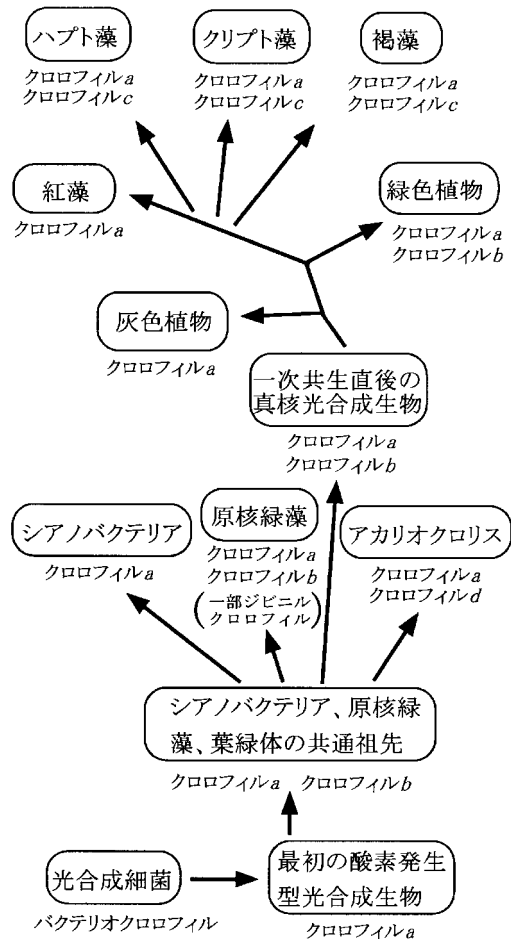 ハプト藻
クロロフィルa
クロロフィルc
クリプト藻
クロロフィルa
クロロフィルc
褐藻
クロロフィルa
クロロフィルc
紅藻
クロロフィルa
緑色植物
クロロフィルa
クロロフィルb
灰色植物
クロロフィルa
一次共生直後の
真核光合成生物
クロロフィルa
クロロフィルb
シアノバクテリア
クロロフィルa
原核緑藻
クロロフィルa
クロロフィルb
(一部ジビニル
クロロフィル)
アカリオクロリス
クロロフィルa
クロロフィルd
シアノバクテリア、原核緑
藻、葉緑体の共通祖先
クロロフィルa クロロフィルb
光合成細菌
バクテリオクロロフィル
最初の酸素発生
型光合成生物
クロロフィルa